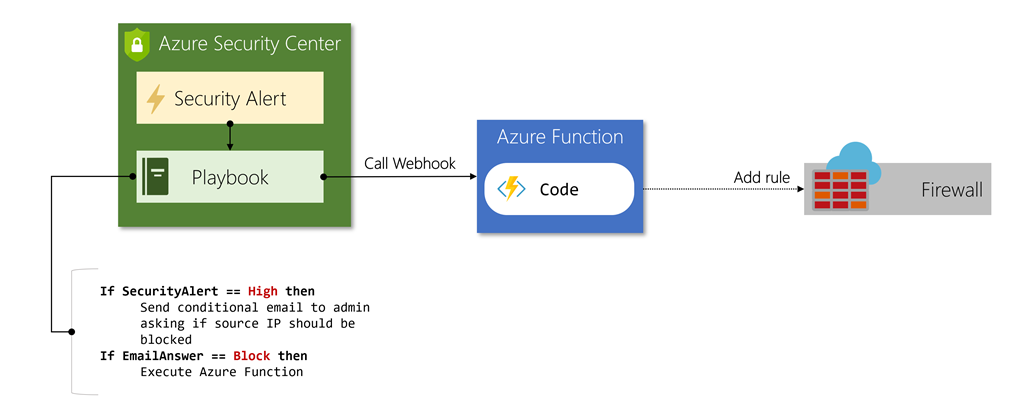 Azure Security Center
Security Alert
Playbook
Call Webhook
Azure Function
Code
Add rule
Firewall
If SecurityAlert == High then
Send conditional email to admin
asking if source IP should be
blocked
If EmailAnswer == Block then
Execute Azure Function